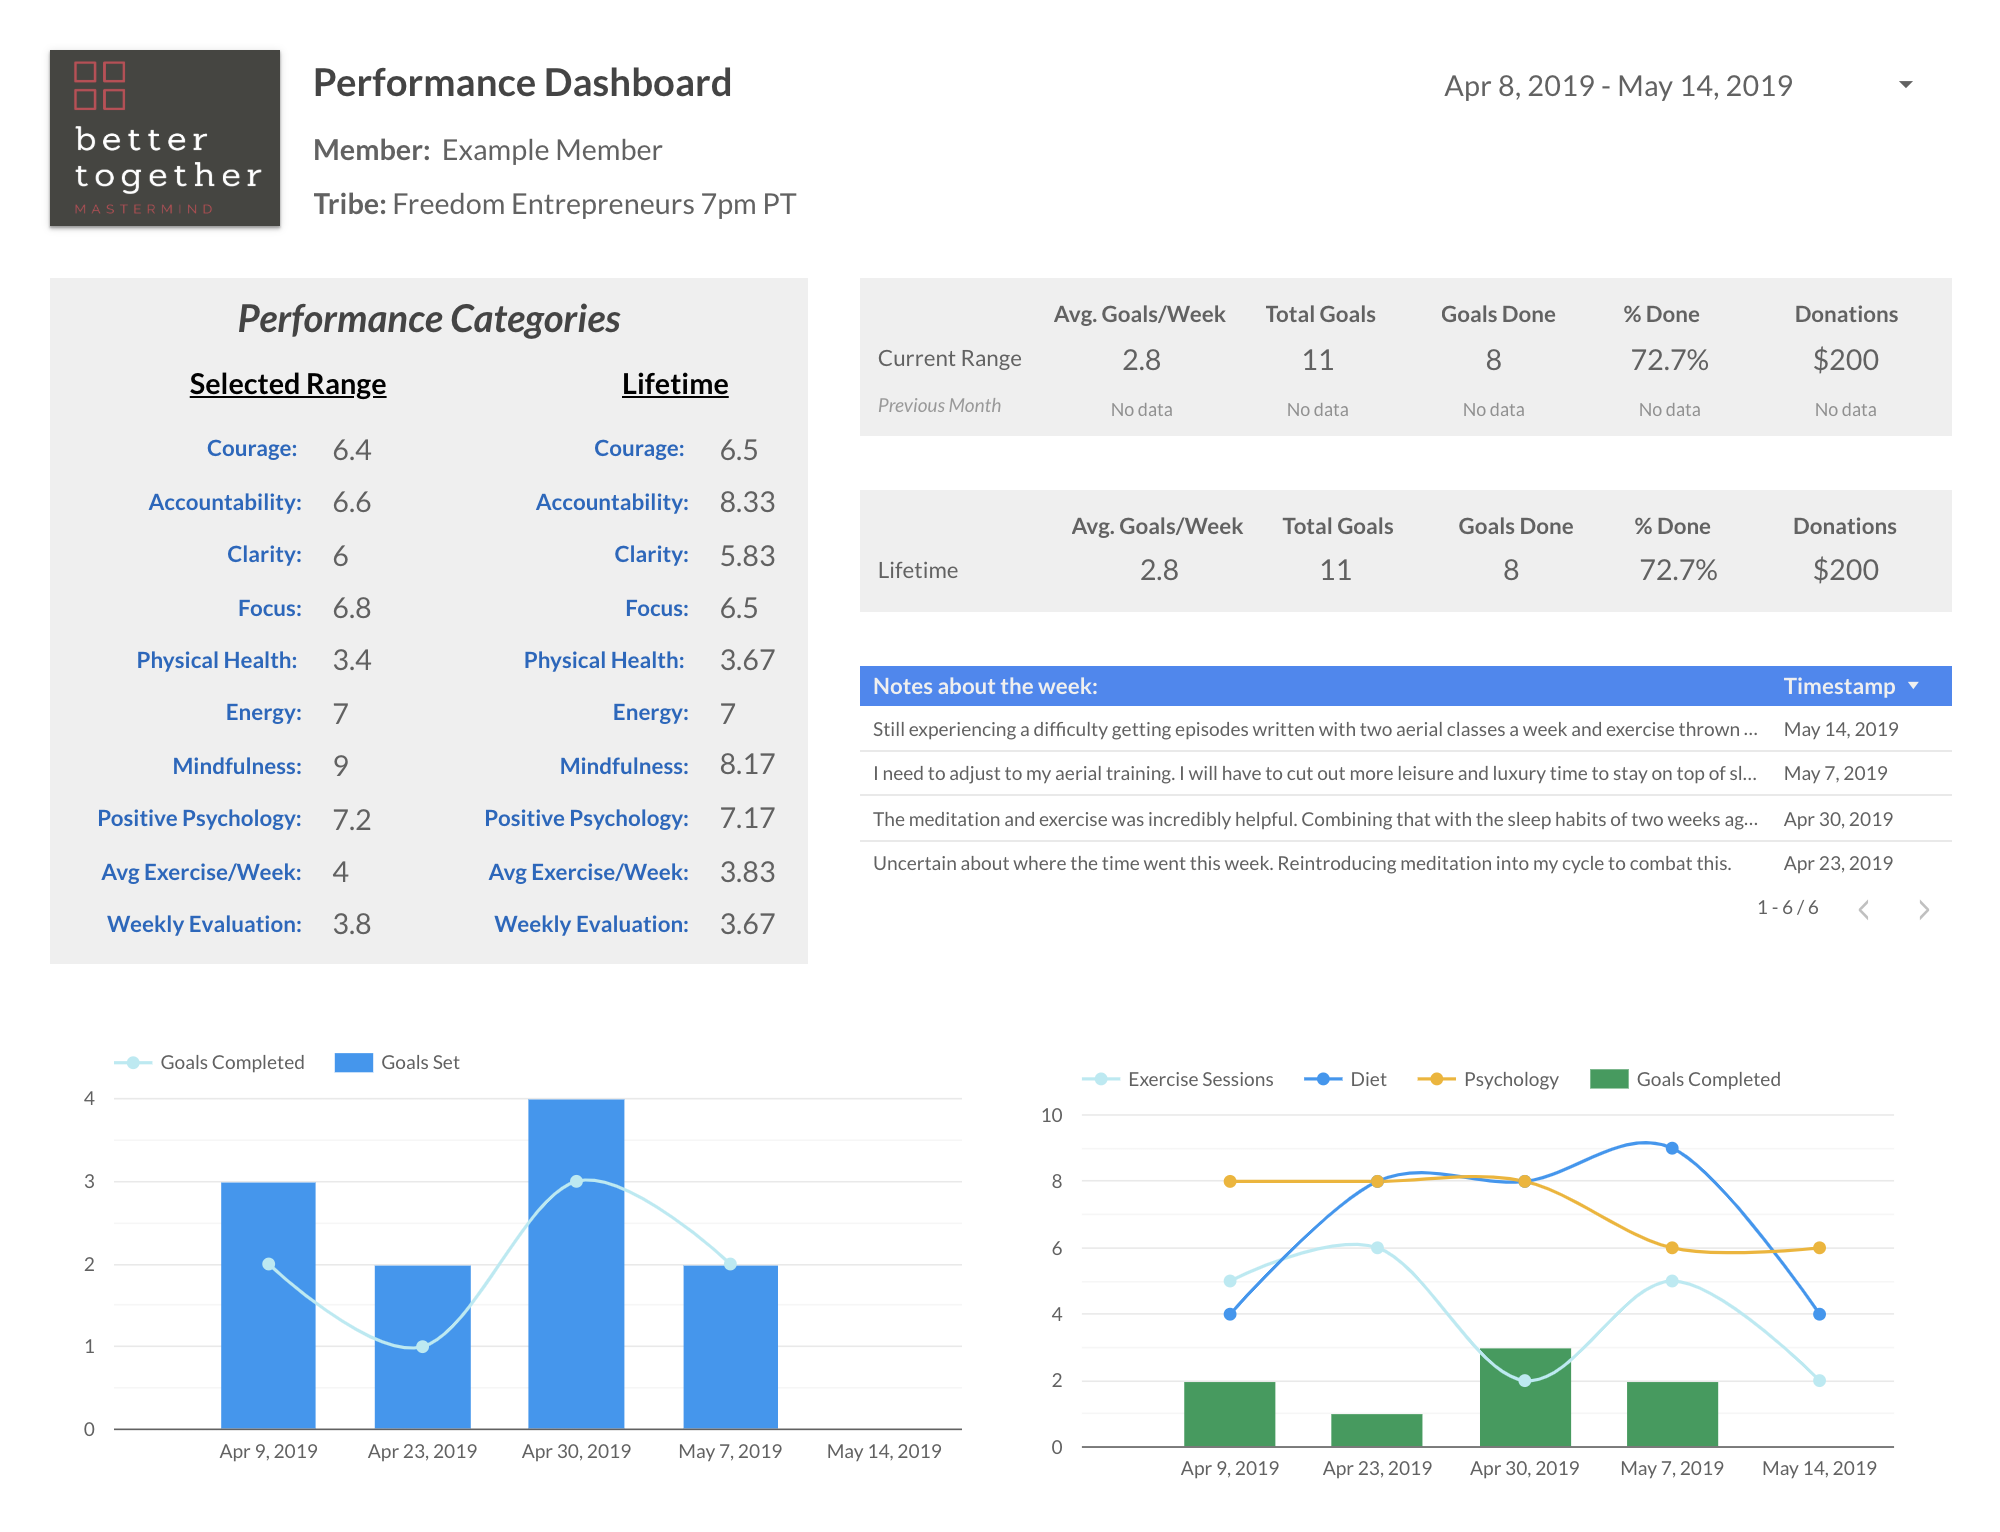 better
together
MASTERMIND
Performance Dashboard
Member: Example Member
Tribe: Freedom Entrepreneurs 7pm PT
Apr 8, 2019 - May 14, 2019
Performance Categories
Selected Range Lifetime
Courage: 6.4 Courage: 6.5
Accountability: 6.6 Accountability: 8.33
Clarity: 6 Clarity: 5.83
Focus: 6.8 Focus: 6.5
Physical Health: 3.4 Physical Health: 3.67
Energy: 7 Energy: 7
Mindfulness: 9 Mindfulness: 8.17
Positive Psychology: 7.2 Positive Psychology: 7.17
Avg Exercise/Week: 4 Avg Exercise/Week: 3.83
Weekly Evaluation: 3.8 Weekly Evaluation: 3.67
Avg. Goals/Week Total Goals Goals Done % Done Donations
Current Range 2.8 11 8 72.7% $200
Previous Month No data No data No data No data No data
Avg. Goals/Week Total Goals Goals Done % Done Donations
Lifetime 2.8 11 8 72.7% $200
Notes about the week: Timestamp
Still experiencing a difficulty getting episodes written with two aerial classes a week and exercise thrown ... May 14, 2019
I need to adjust to my aerial training. I will have to cut out more leisure and luxury time to stay on top of sl... May 7, 2019
The meditation and exercise was incredibly helpful. Combining that with the sleep habits of two weeks ag... Apr 30, 2019
Uncertain about where the time went this week. Reintroducing meditation into my cycle to combat this. Apr 23, 2019
1 - 6 / 6
Goals Completed Goals Set
4
3
2
1
0
Apr 9, 2019 Apr 23, 2019 Apr 30, 2019 May 7, 2019 May 14, 2019
Exercise Sessions Diet Psychology Goals Completed
10
8
6
4
2
0
Apr 9, 2019 Apr 23, 2019 Apr 30, 2019 May 7, 2019 May 14, 2019